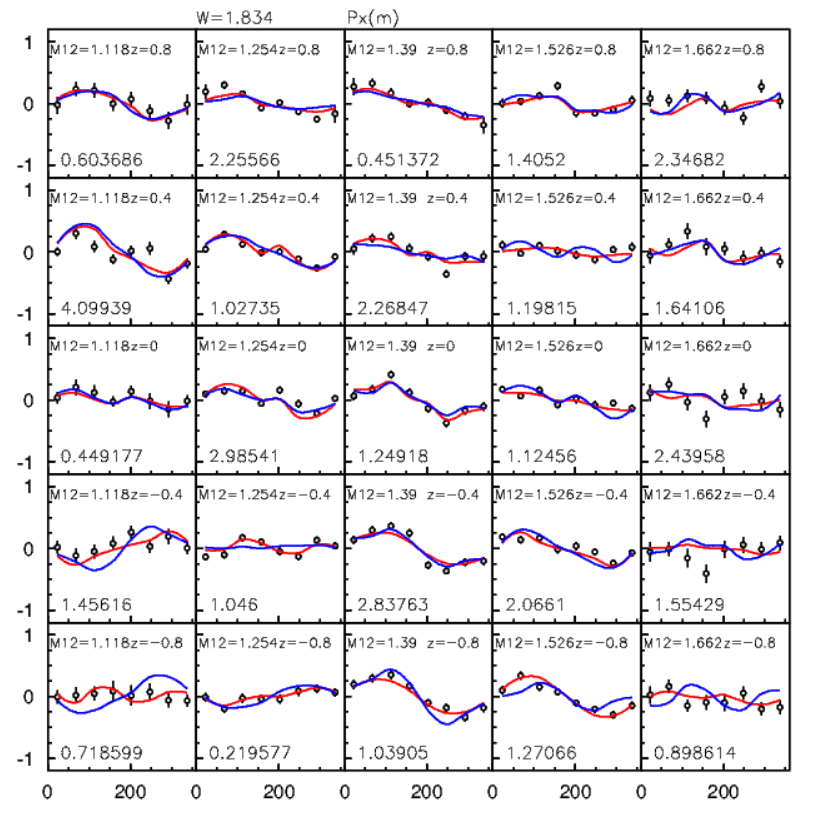 W=1.834 Px(m)
1 M12=1.118z=0.8 M12=1.254z=0.8 M12=1.39 z=0.8 M12=1.526z=0.8 M12=1.662z=0.8
0
-1 0.603686 2.25566 0.451372 1.4052 2.34682
1 M12=1.118z=0.4 M12=1.254z=0.4 M12=1.39 z=0.4 M12=1.526z=0.4 M12=1.662z=0.4
0
-1 4.09939 1.02735 2.26847 1.19815 1.64106
1 M12=1.118z=0 M12=1.254z=0 M12=1.39 z=0 M12=1.526z=0 M12=1.662z=0
0
-1 0.449177 2.98541 1.24918 1.12456 2.43958
1 M12=1.118z=−0.4 M12=1.254z=−0.4 M12=1.39 z=−0.4 M12=1.526z=−0.4 M12=1.662z=−0.4
0
-1 1.45616 1.046 2.83763 2.0661 1.55429
1 M12=1.118z=−0.8 M12=1.254z=−0.8 M12=1.39 z=−0.8 M12=1.526z=−0.8 M12=1.662z=−0.8
0
-1 0.718599 0.219577 1.03905 1.27066 0.898614
0 200 0 200 0 200 0 200 0 200